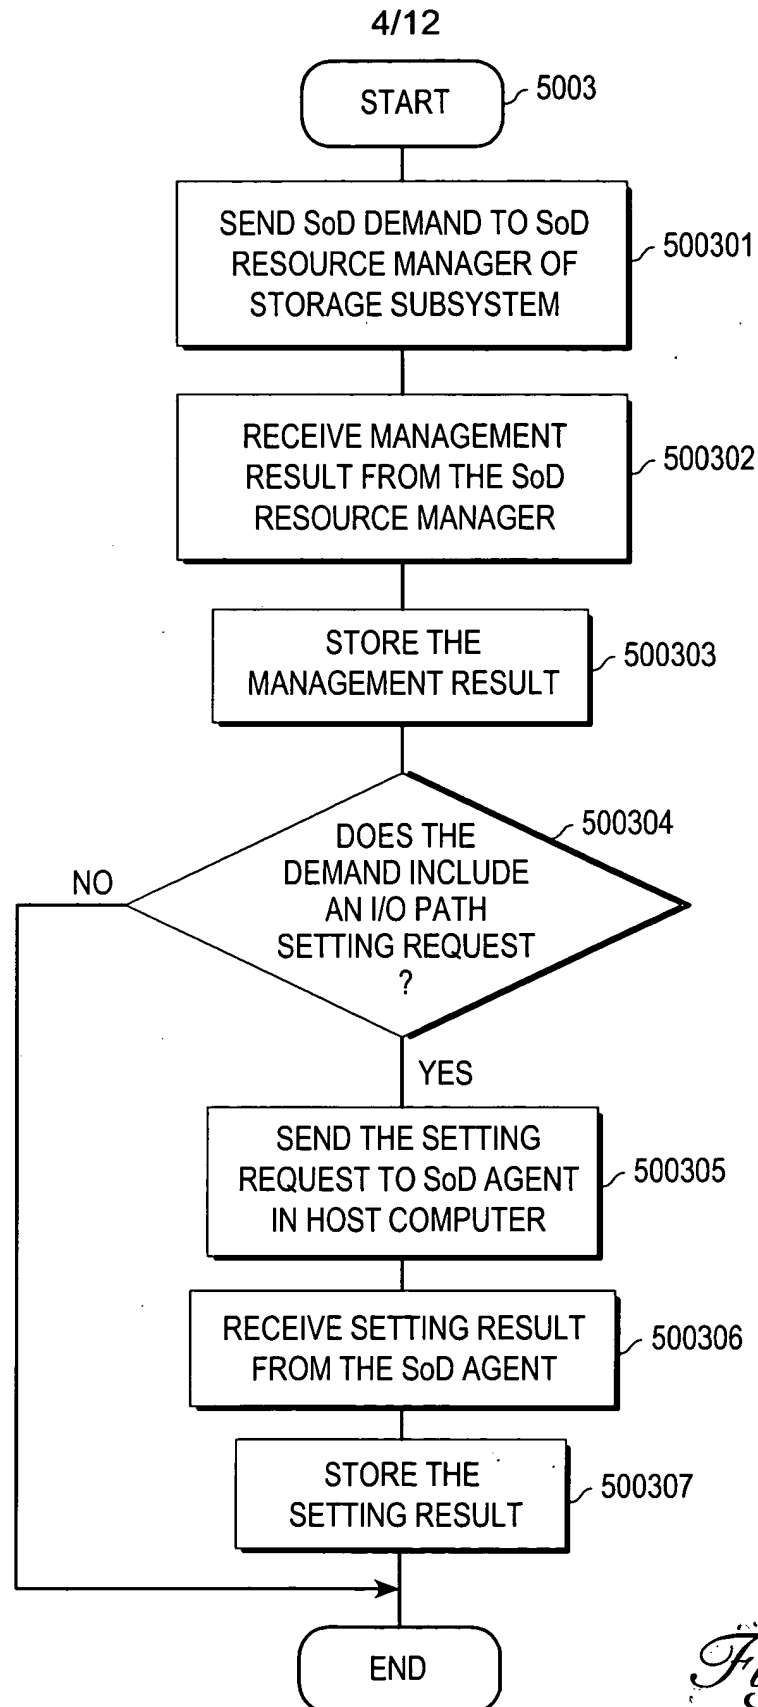 4/12
START
5003
SEND SoD DEMAND TO SoD
RESOURCE MANAGER OF
STORAGE SUBSYSTEM
500301
RECEIVE MANAGEMENT
RESULT FROM THE SoD
RESOURCE MANAGER
500302
STORE THE
MANAGEMENT RESULT
500303
DOES THE
DEMAND INCLUDE
AN I/O PATH
SETTING REQUEST
?
500304
NO
YES
SEND THE SETTING
REQUEST TO SoD AGENT
IN HOST COMPUTER
500305
RECEIVE SETTING RESULT
FROM THE SoD AGENT
500306
STORE THE
SETTING RESULT
500307
END